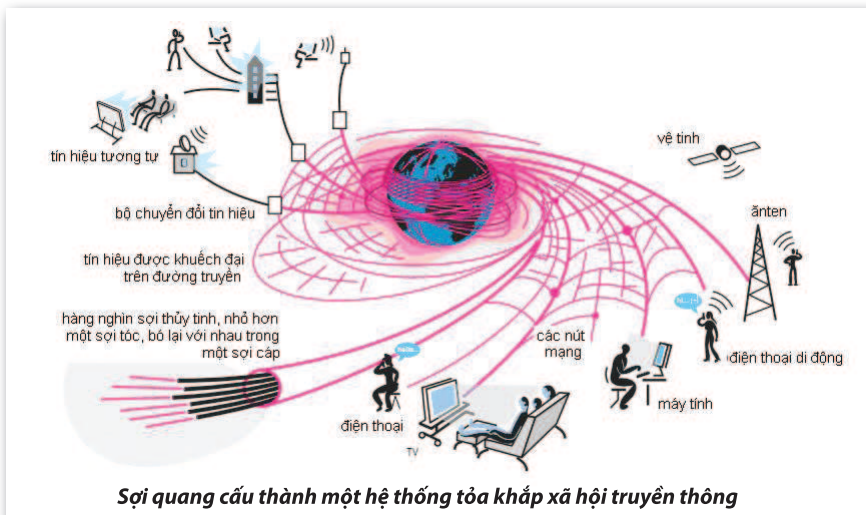 tín hiệu tương tự
bộ chuyển đổi tin hiệu
tín hiệu được khuếch đại
trên đường truyền
hàng nghìn sợi thủy tinh, nhỏ hơn
một sợi tóc, bó lại với nhau trong
một sợi cáp
vệ tinh
ănten
điện thoại di động
các nút
mạng
máy tính
điện thoại
TV
Sợi quang cấu thành một hệ thống tỏa khắp xã hội truyền thông